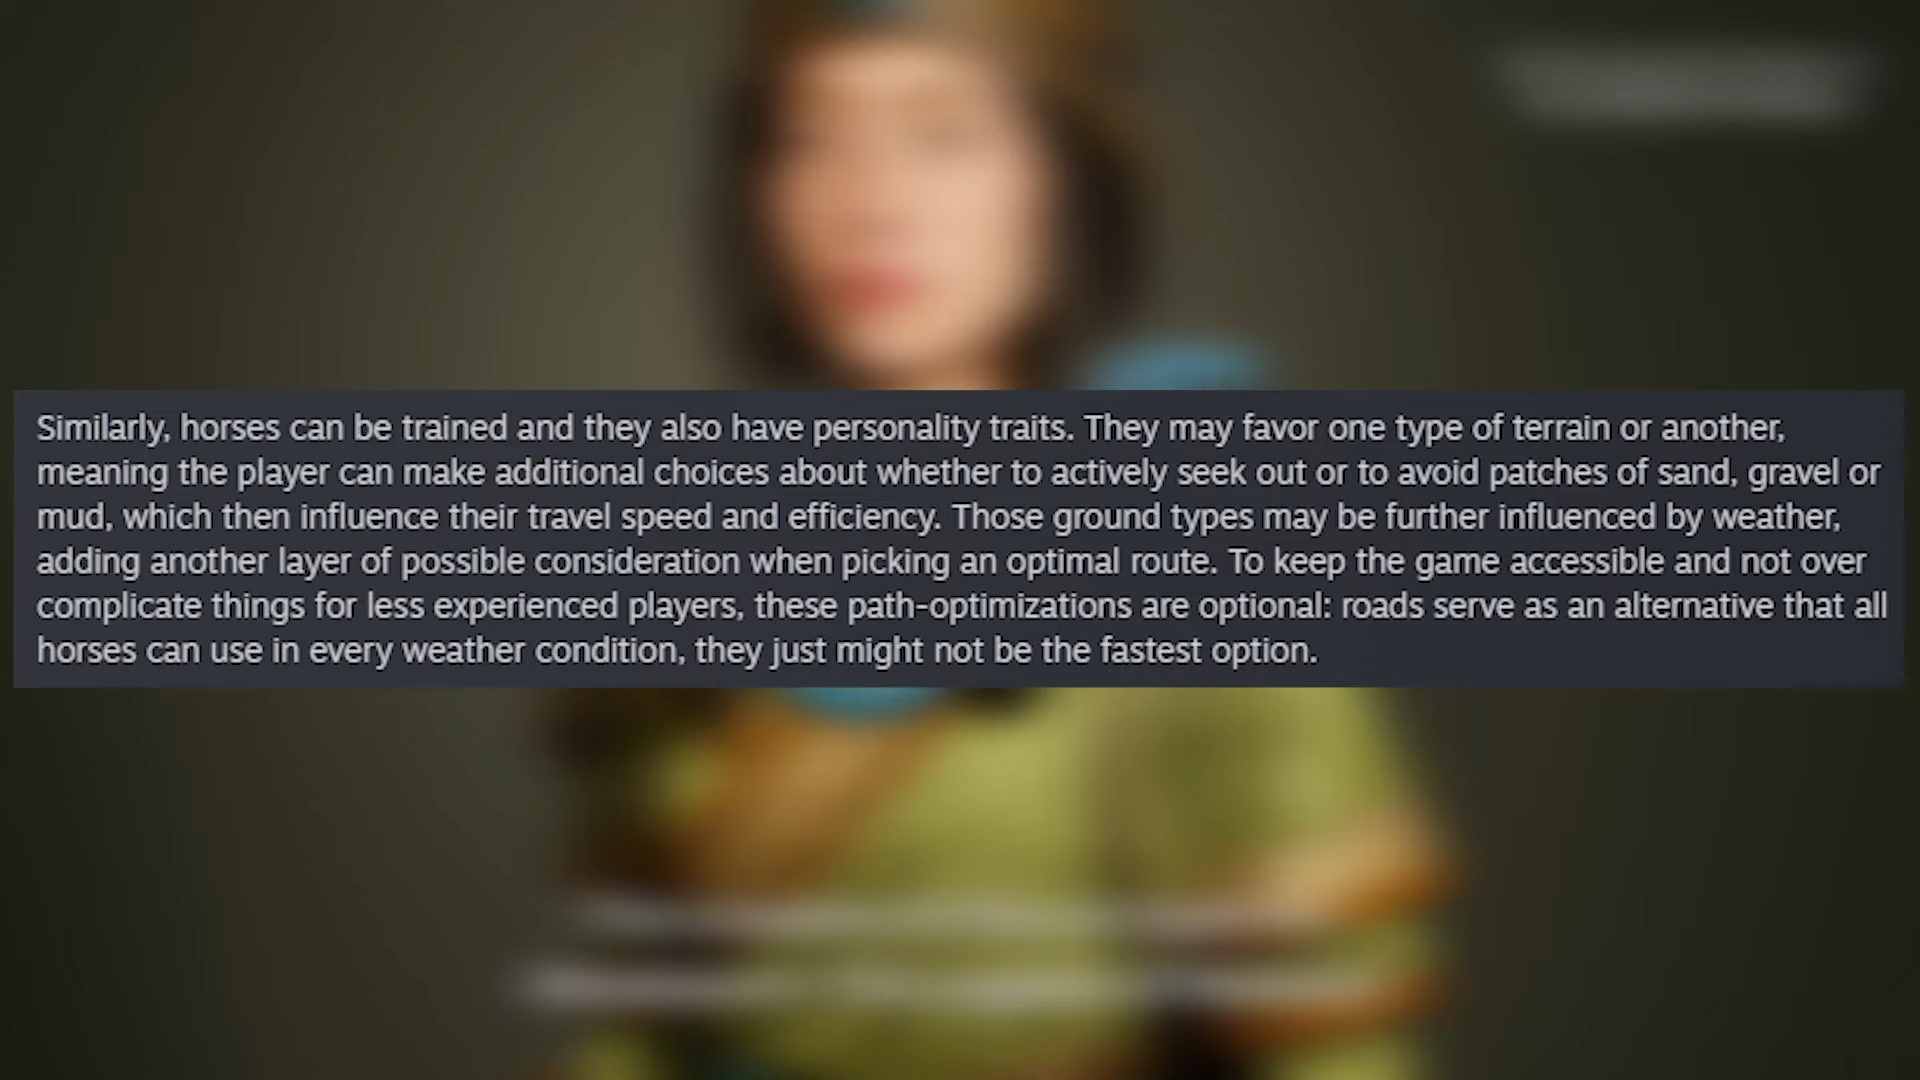 Similarly, horses can be trained and they also have personality traits. They may favor one type of terrain or another,
meaning the player can make additional choices about whether to actively seek out or to avoid patches of sand, gravel or
mud, which then influence their travel speed and efficiency. Those ground types may be further influenced by weather,
adding another layer of possible consideration when picking an optimal route. To keep the game accessible and not over
complicate things for less experienced players, these path-optimizations are optional: roads serve as an alternative that all
horses can use in every weather condition, they just might not be the fastest option.